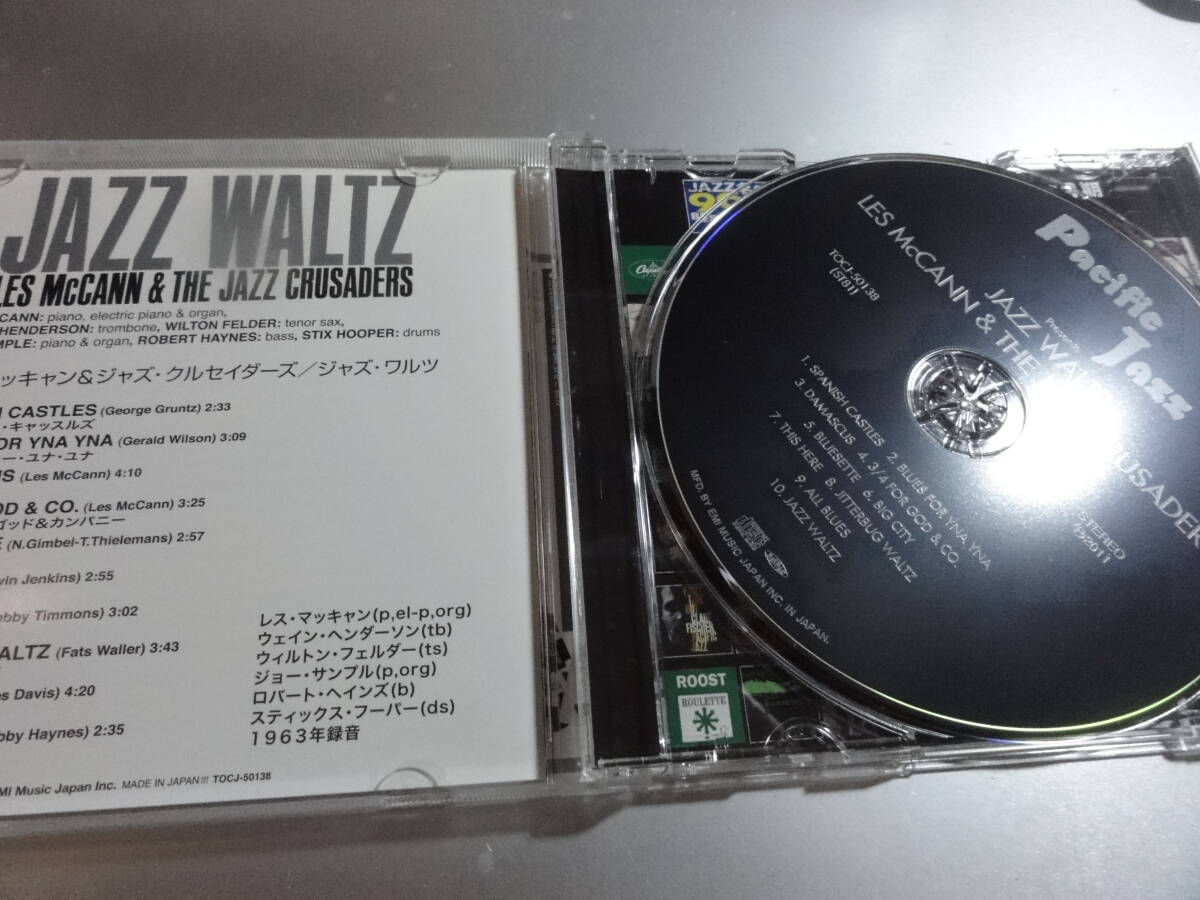 JAZZ WALTZ
LES McCANN & THE JAZZ CRUSADERS
CANN: piano, electric piano & organ,
HENDERSON: trombone, WILTON FELDER: tenor sax,
MPLE: piano & organ, ROBERT HAYNES: bass, STIX HOOPER: drums
ッキャン&ジャズ・クルセイダーズ/ジャズ・ワルツ
CASTLES (George Gruntz) 2:33
・キャッスルズ
OR YNA YNA (Gerald Wilson) 3:09
ー・ユナ・ユナ
US (Les McCann) 4:10
OD & CO. (Les McCann) 3:25
ゴッド&カンパニー
E (N.Gimbel-T.Thielemans) 2:57
vin Jenkins) 2:55
bby Timmons) 3:02
ALTZ (Fats Waller) 3:43
es Davis) 4:20
bby Haynes) 2:35
レス・マッキャン(p,el-p,org)
ウェイン・ヘンダーソン(tb)
ウィルトン・フェルダー(ts)
ジョー・サンプル(p,org)
ロバート・ヘインズ(b)
スティックス・フーパー(ds)
1963年録音
MI Music Japan Inc. MADE IN JAPAN TOCJ-50138
JAZZ
Capitol
ROOST
ROULETTE
CLARE
FISCHER
JAZZ
Pacific Jazz
LES McCANN & THE JAZZ CRUSADER
Presents
JAZZ WALTZ
TOCJ-50138
(ST81)
STEREO
℗2011
1. SPANISH CASTLES 2. BLUES FOR YNA YNA
3. DAMASCUS 4. 3/4 FOR GOD & CO.
5. BLUESETTE 6. BIG CITY
7. THIS HERE 8. JITTERBUG WALTZ
9. ALL BLUES
10. JAZZ WALTZ
MFD. BY EMI MUSIC JAPAN INC. IN JAPAN.